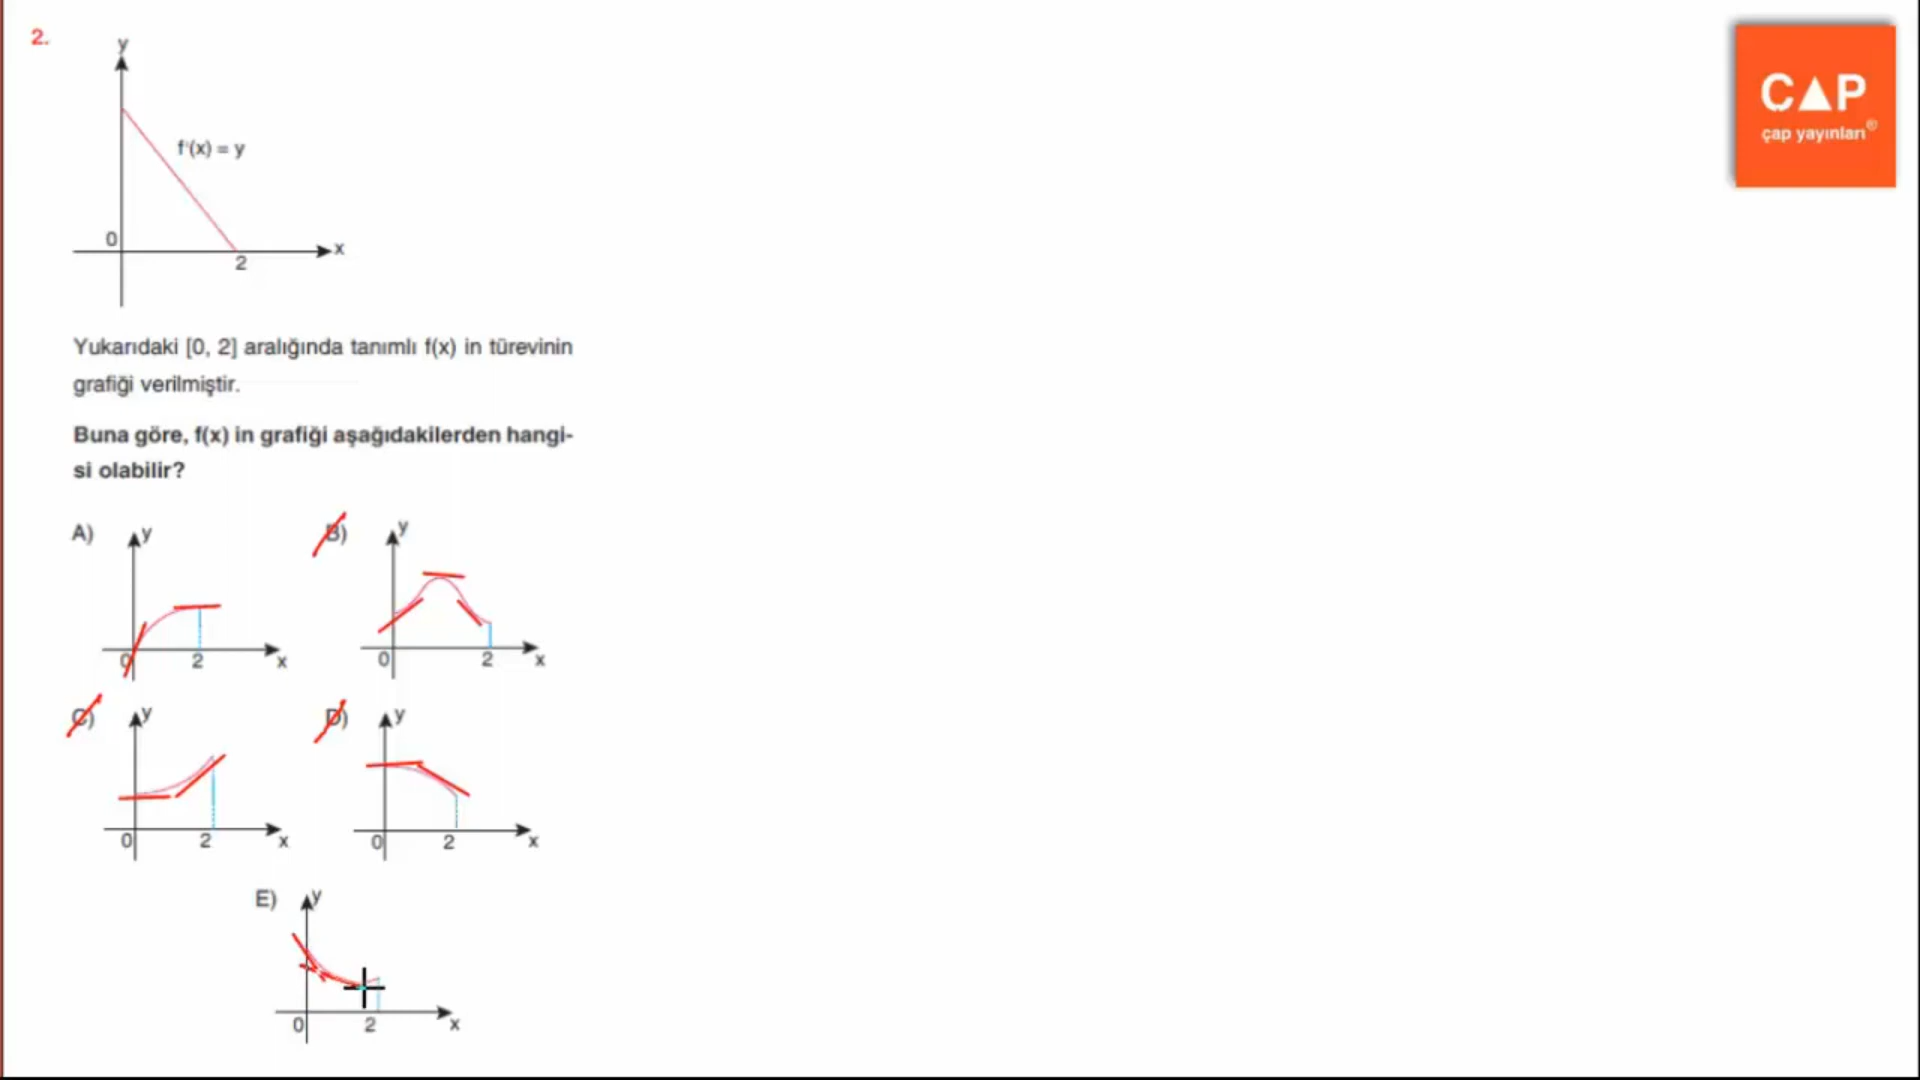 2.
y
f'(x) = y
0
2
x
Yukarıdaki [0, 2] aralığında tanımlı f(x) in türevinin
grafiği verilmiştir.
Buna göre, f(x) in grafiği aşağıdakilerden hangi-
si olabilir?
A)
y
0
2
x
B)
y
0
2
x
C)
y
0
2
x
D)
y
0
2
x
E)
y
0
2
x
ÇAP
çap yayınları®